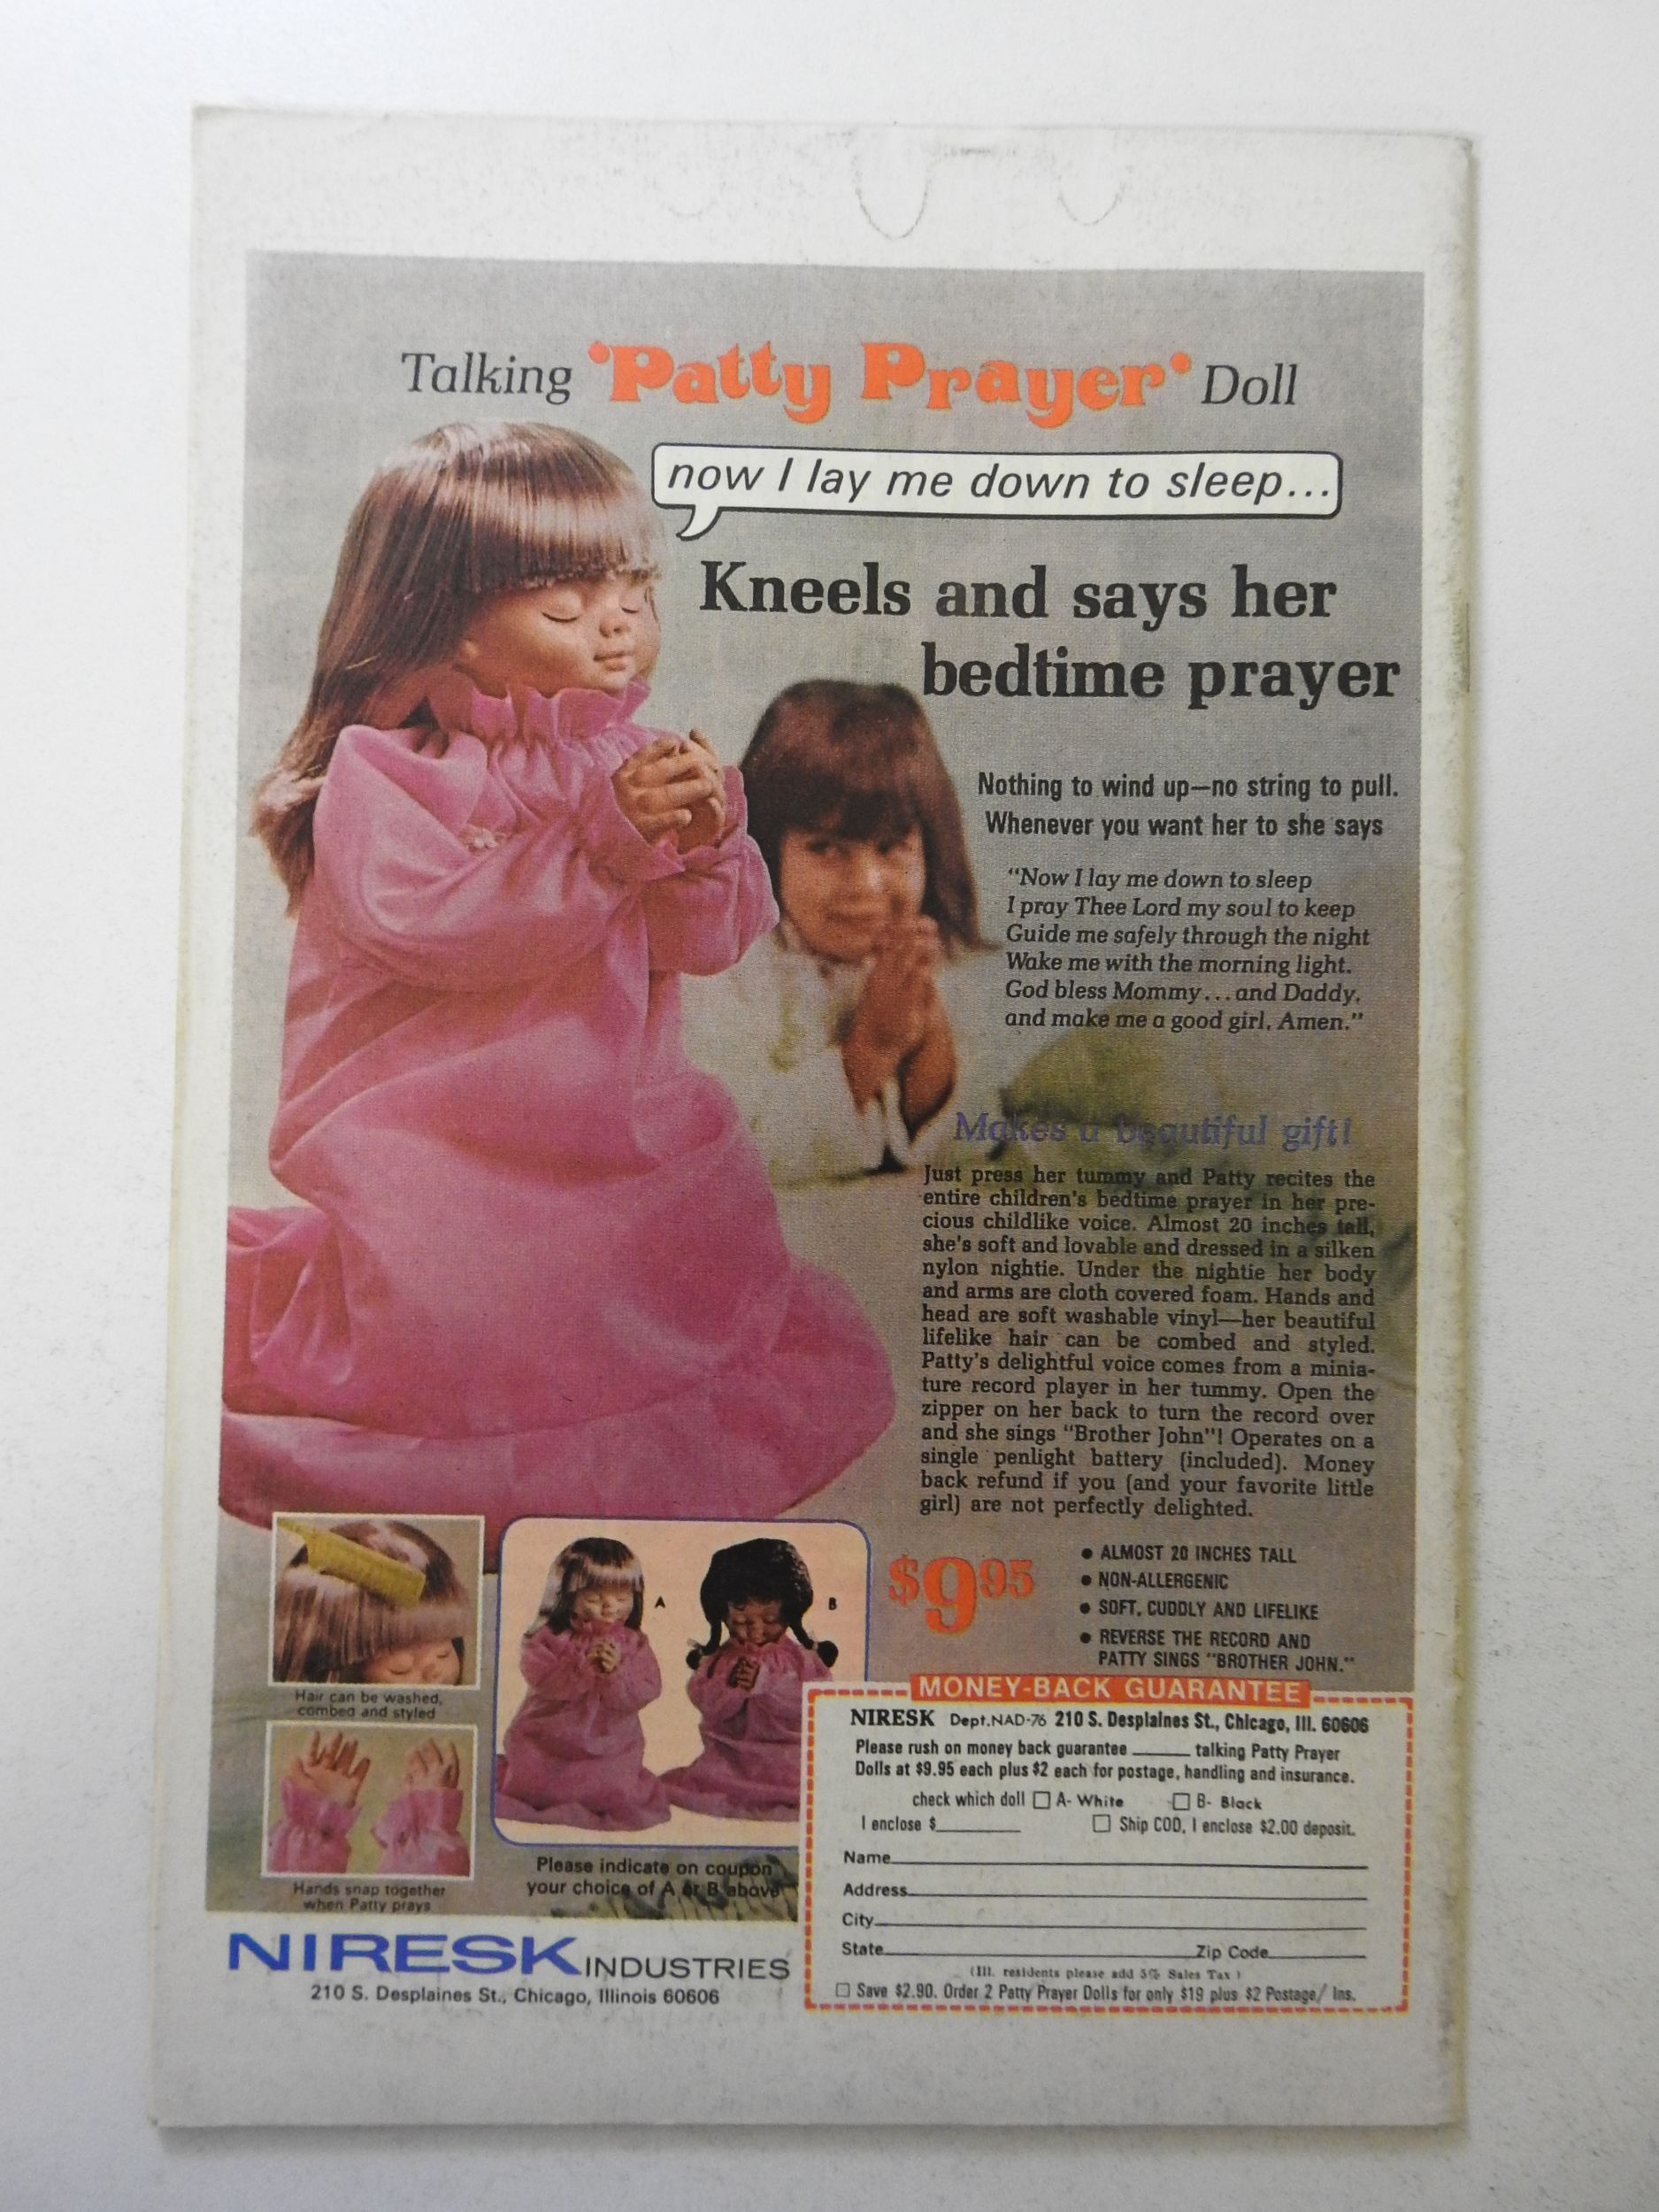 Talking 'Patty Prayer' Doll
now I lay me down to sleep...
Kneels and says her
bedtime prayer
Nothing to wind up—no string to pull.
Whenever you want her to she says
"Now I lay me down to sleep
I pray Thee Lord my soul to keep
Guide me safely through the night
Wake me with the morning light.
God bless Mommy...and Daddy,
and make me a good girl, Amen."
Makes a beautiful gift!
Just press her tummy and Patty recites the
entire children's bedtime prayer in her pre-
cious childlike voice. Almost 20 inches tall,
she's soft and lovable and dressed in a silken
nylon nightie. Under the nightie her body
and arms are cloth covered foam. Hands and
head are soft washable vinyl—her beautiful
lifelike hair can be combed and styled.
Patty's delightful voice comes from a minia-
ture record player in her tummy. Open the
zipper on her back to turn the record over
and she sings "Brother John"! Operates on a
single penlight battery (included). Money
back refund if you (and your favorite little
girl) are not perfectly delighted.
$9.95
• ALMOST 20 INCHES TALL
• NON-ALLERGENIC
• SOFT, CUDDLY AND LIFELIKE
• REVERSE THE RECORD AND
PATTY SINGS "BROTHER JOHN."
Hair can be washed,
combed and styled
Hands snap together
when Patty prays
A
B
Please indicate on coupon
your choice of A or B above
NIRESK INDUSTRIES
210 S. Desplaines St., Chicago, Illinois 60606
MONEY-BACK GUARANTEE
NIRESK Dept.NAD-76 210 S. Desplaines St., Chicago, Ill. 60606
Please rush on money back guarantee ______ talking Patty Prayer
Dolls at $9.95 each plus $2 each for postage, handling and insurance.
check which doll □ A- White □ B- Black
I enclose $________ □ Ship COD, I enclose $2.00 deposit.
Name
Address
City
State Zip Code
(Ill. residents please add 5% Sales Tax)
□ Save $2.90. Order 2 Patty Prayer Dolls for only $19 plus $2 Postage/ Ins.